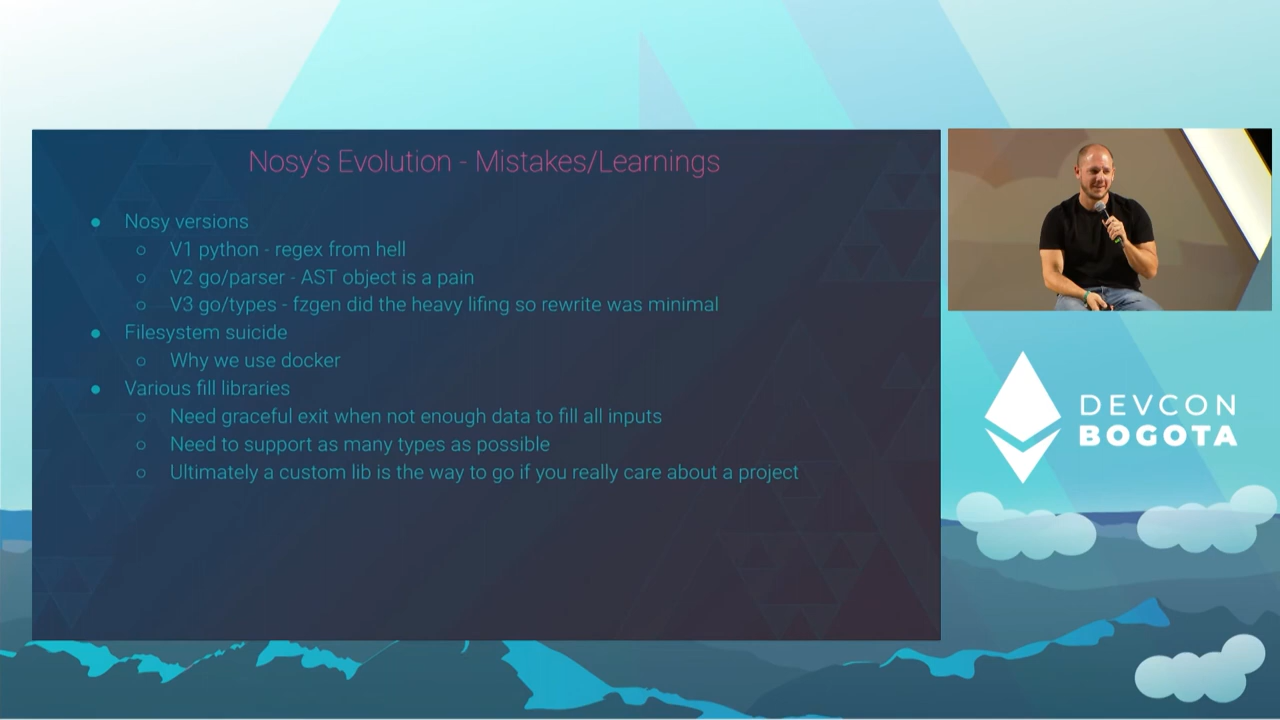 Nosy's Evolution - Mistakes/Learnings
Nosy versions
V1 python - regex from hell
V2 go/parser - AST object is a pain
V3 go/types - fzgen did the heavy lifing so rewrite was minimal
Filesystem suicide
Why we use docker
Various fill libraries
Need graceful exit when not enough data to fill all inputs
Need to support as many types as possible
Ultimately a custom lib is the way to go if you really care about a project
DEVCON
BOGOTA